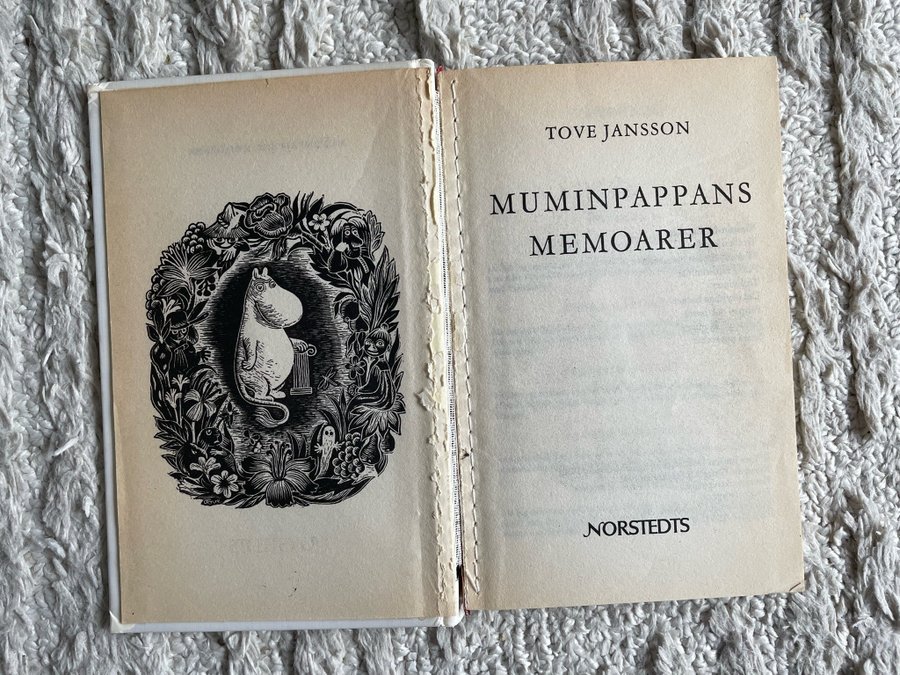 TOVE JANSSON
MUMINPAPPANS
MEMOARER
NORSTEDTS